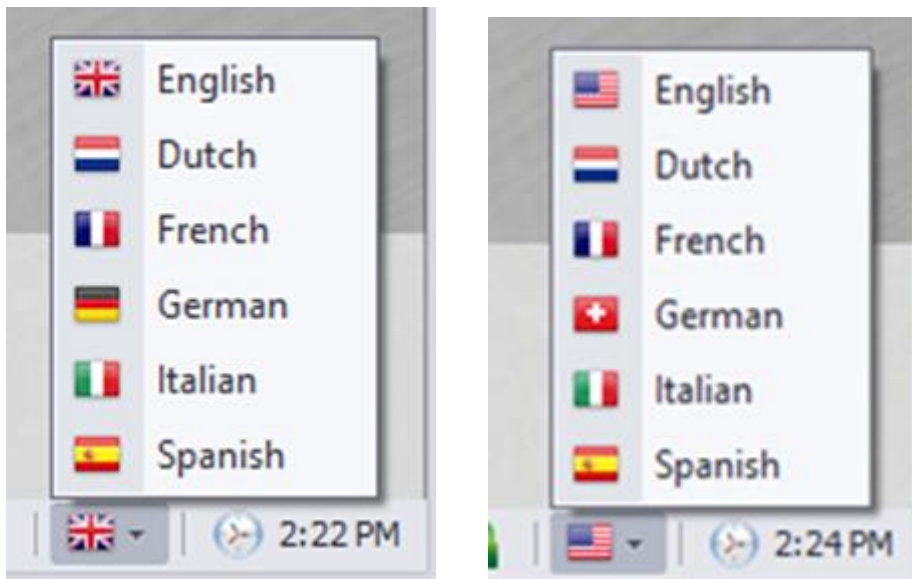 English
Dutch
French
German
Italian
Spanish
2:22 PM
English
Dutch
French
German
Italian
Spanish
2:24 PM